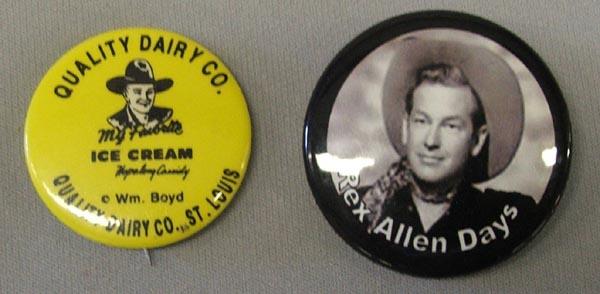 QUALITY DAIRY CO.
My Favorite
ICE CREAM
Hopalong Cassidy
© Wm. Boyd
QUALITY DAIRY CO., ST. LOUIS
Rex Allen Days